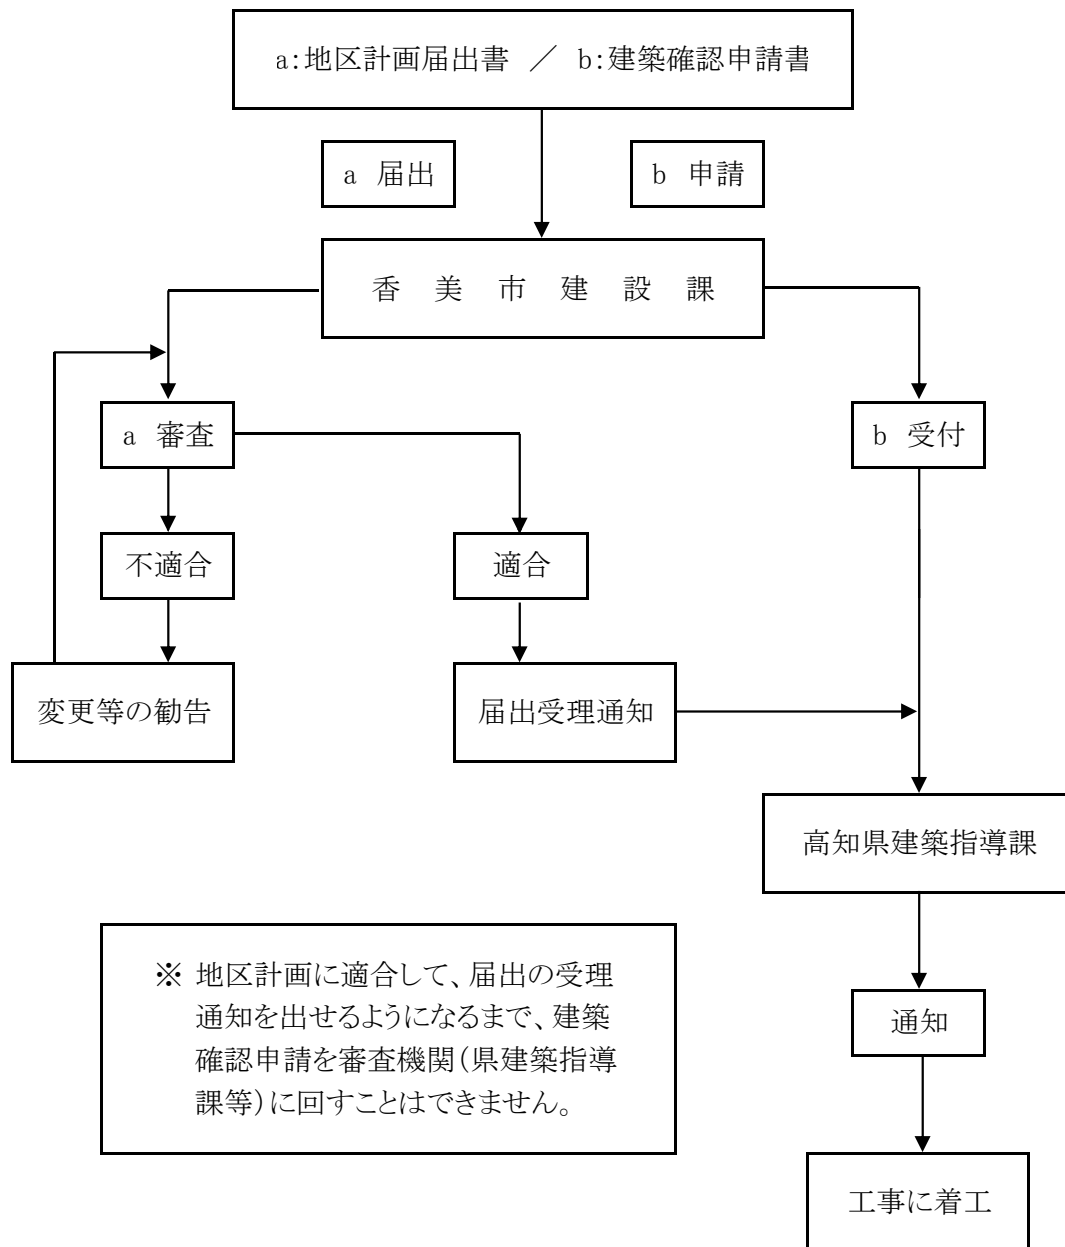 a:地区計画届出書 / b:建築確認申請書
a 届出
b 申請
香 美 市 建 設 課
a 審査
b 受付
不適合
適合
変更等の勧告
届出受理通知
高知県建築指導課
※ 地区計画に適合して、届出の受理
通知を出せるようになるまで、建築
確認申請を審査機関(県建築指導
課等)に回すことはできません。
通知
工事に着工